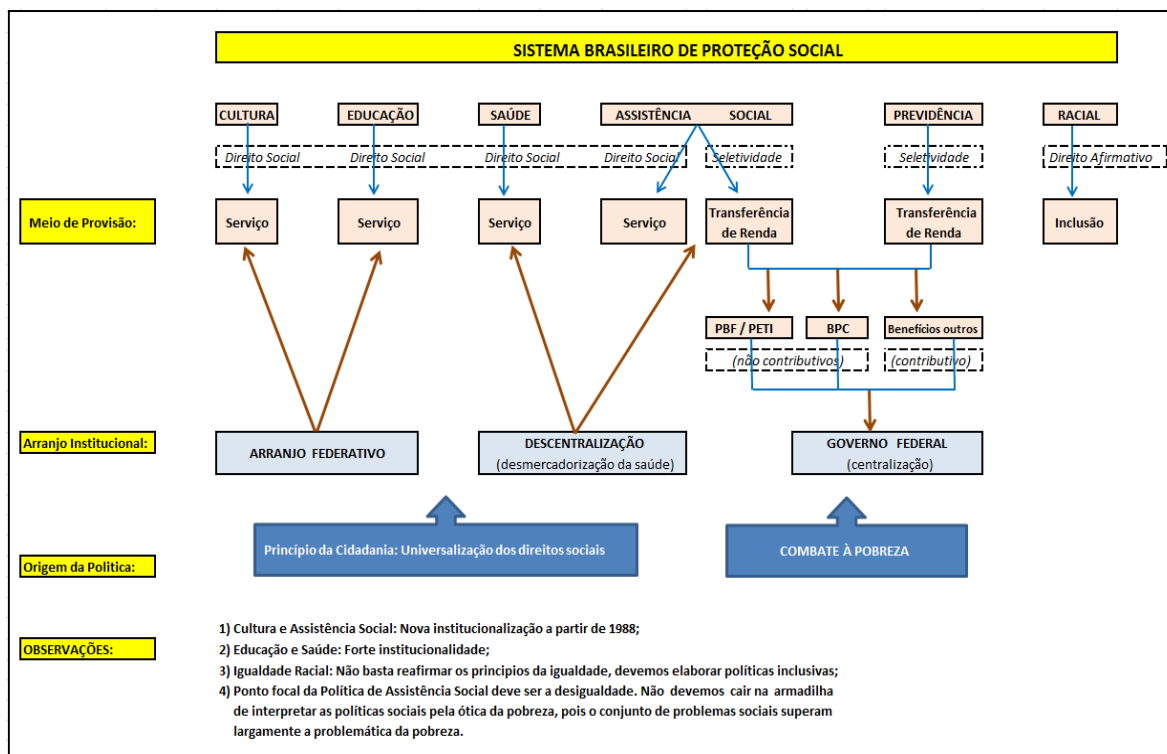 SISTEMA BRASILEIRO DE PROTEÇÃO SOCIAL
CULTURA EDUCAÇÃO SAÚDE ASSISTÊNCIA SOCIAL PREVIDÊNCIA RACIAL
Direito Social Direito Social Direito Social Direito Social Seletividade Seletividade Direito Afirmativo
Meio de Provisão: Serviço Serviço Serviço Serviço Transferência de Renda Transferência de Renda Inclusão
PBF / PETI BPC Benefícios outros
(não contributivos) (contributivo)
Arranjo Institucional: ARRANJO FEDERATIVO DESCENTRALIZAÇÃO GOVERNO FEDERAL
(desmercadorização da saúde) (centralização)
Princípio da Cidadania: Universalização dos direitos sociais COMBATE À POBREZA
Origem da Politica:
OBSERVAÇÕES:
1) Cultura e Assistência Social: Nova institucionalização a partir de 1988;
2) Educação e Saúde: Forte institucionalidade;
3) Igualdade Racial: Não basta reafirmar os principios da igualdade, devemos elaborar políticas inclusivas;
4) Ponto focal da Política de Assistência Social deve ser a desigualdade. Não devemos cair na armadilha
de interpretar as políticas sociais pela ótica da pobreza, pois o conjunto de problemas sociais superam
largamente a problemática da pobreza.